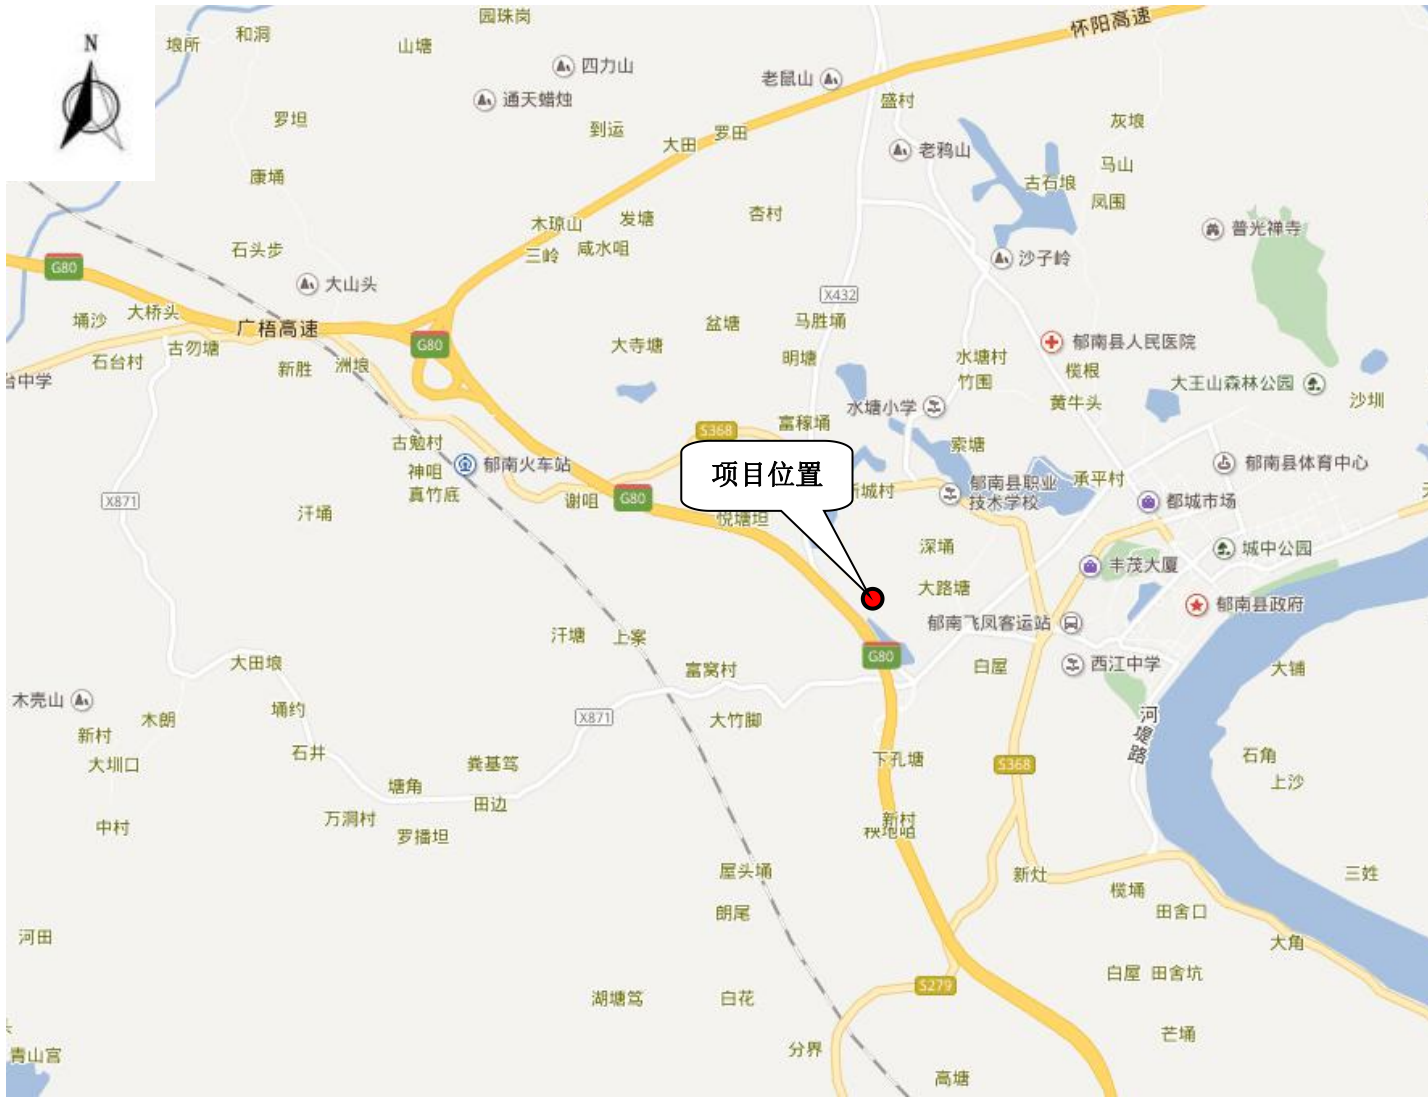 园珠岗
怀阳高速
N
埌所
和洞
山塘
四力山
老鼠山
通天蜡烛
盛村
罗坦
到运
大田
罗田
灰埌
老鸦山
马山
康埇
古石埌
凤围
木琼山
发塘
杏村
普光禅寺
石头步
三岭
咸水咀
沙子岭
G80
大山头
X432
埇沙
大桥头
广梧高速
盆塘
马胜埇
G80
郁南县人民医院
石台村
古勿塘
新胜
洲埌
大寺塘
明塘
水塘村
榄根
台中学
竹围
大王山森林公园
水塘小学
黄牛头
沙圳
富稼埇
S368
古勉村
索塘
神咀
郁南火车站
项目位置
郁南县体育中心
真竹底
郁南县职业
技术学校
承平村
X871
谢咀
G80
新城村
都城市场
汗埇
悦塘坦
深埇
城中公园
丰茂大厦
大路塘
郁南县政府
汗塘
上案
郁南飞凤客运站
G80
大田埌
富窝村
白屋
西江中学
大铺
木壳山
埇约
X871
大竹脚
河堤路
木朗
新村
石井
下孔塘
石角
大圳口
粪基笃
S368
上沙
塘角
田边
中村
万洞村
罗播坦
新村
秧地咀
屋头埇
新灶
三姓
榄埇
朗尾
田舍口
河田
大角
白屋
田舍坑
S279
湖塘笃
白花
芒埇
青山宫
分界
高塘